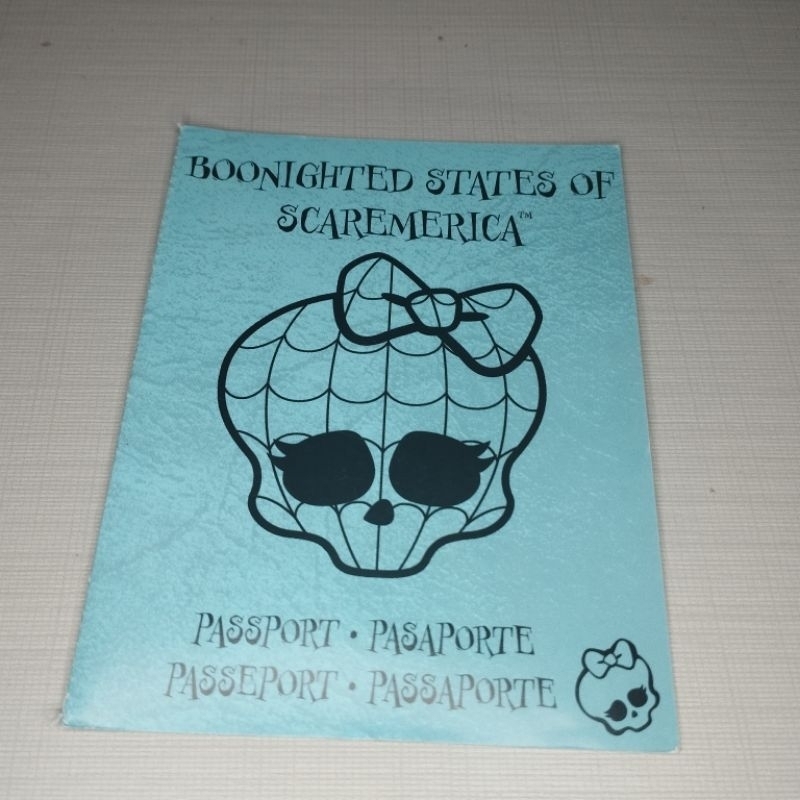 BOONIGHTED STATES OF
SCAREMERICA™
PASSPORT • PASAPORTE
PASSEPORT • PASSAPORTE